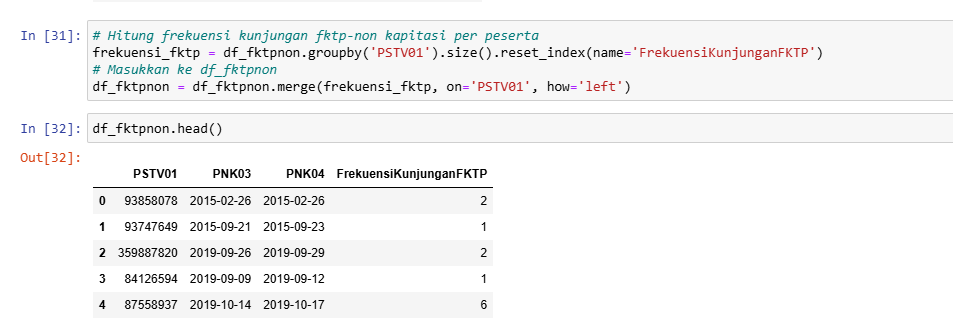 In [31]: # Hitung frekuensi kunjungan fktp-non kapitasi per peserta
frekuensi_fktp = df_fktpnon.groupby('PSTV01').size().reset_index(name='FrekuensiKunjunganFKTP')
# Masukkan ke df_fktpnon
df_fktpnon = df_fktpnon.merge(frekuensi_fktp, on='PSTV01', how='left')
In [32]: df_fktpnon.head()
Out[32]:
PSTV01 PNK03 PNK04 FrekuensiKunjunganFKTP
0 93858078 2015-02-26 2015-02-26 2
1 93747649 2015-09-21 2015-09-23 1
2 359887820 2019-09-26 2019-09-29 2
3 84126594 2019-09-09 2019-09-12 1
4 87558937 2019-10-14 2019-10-17 6